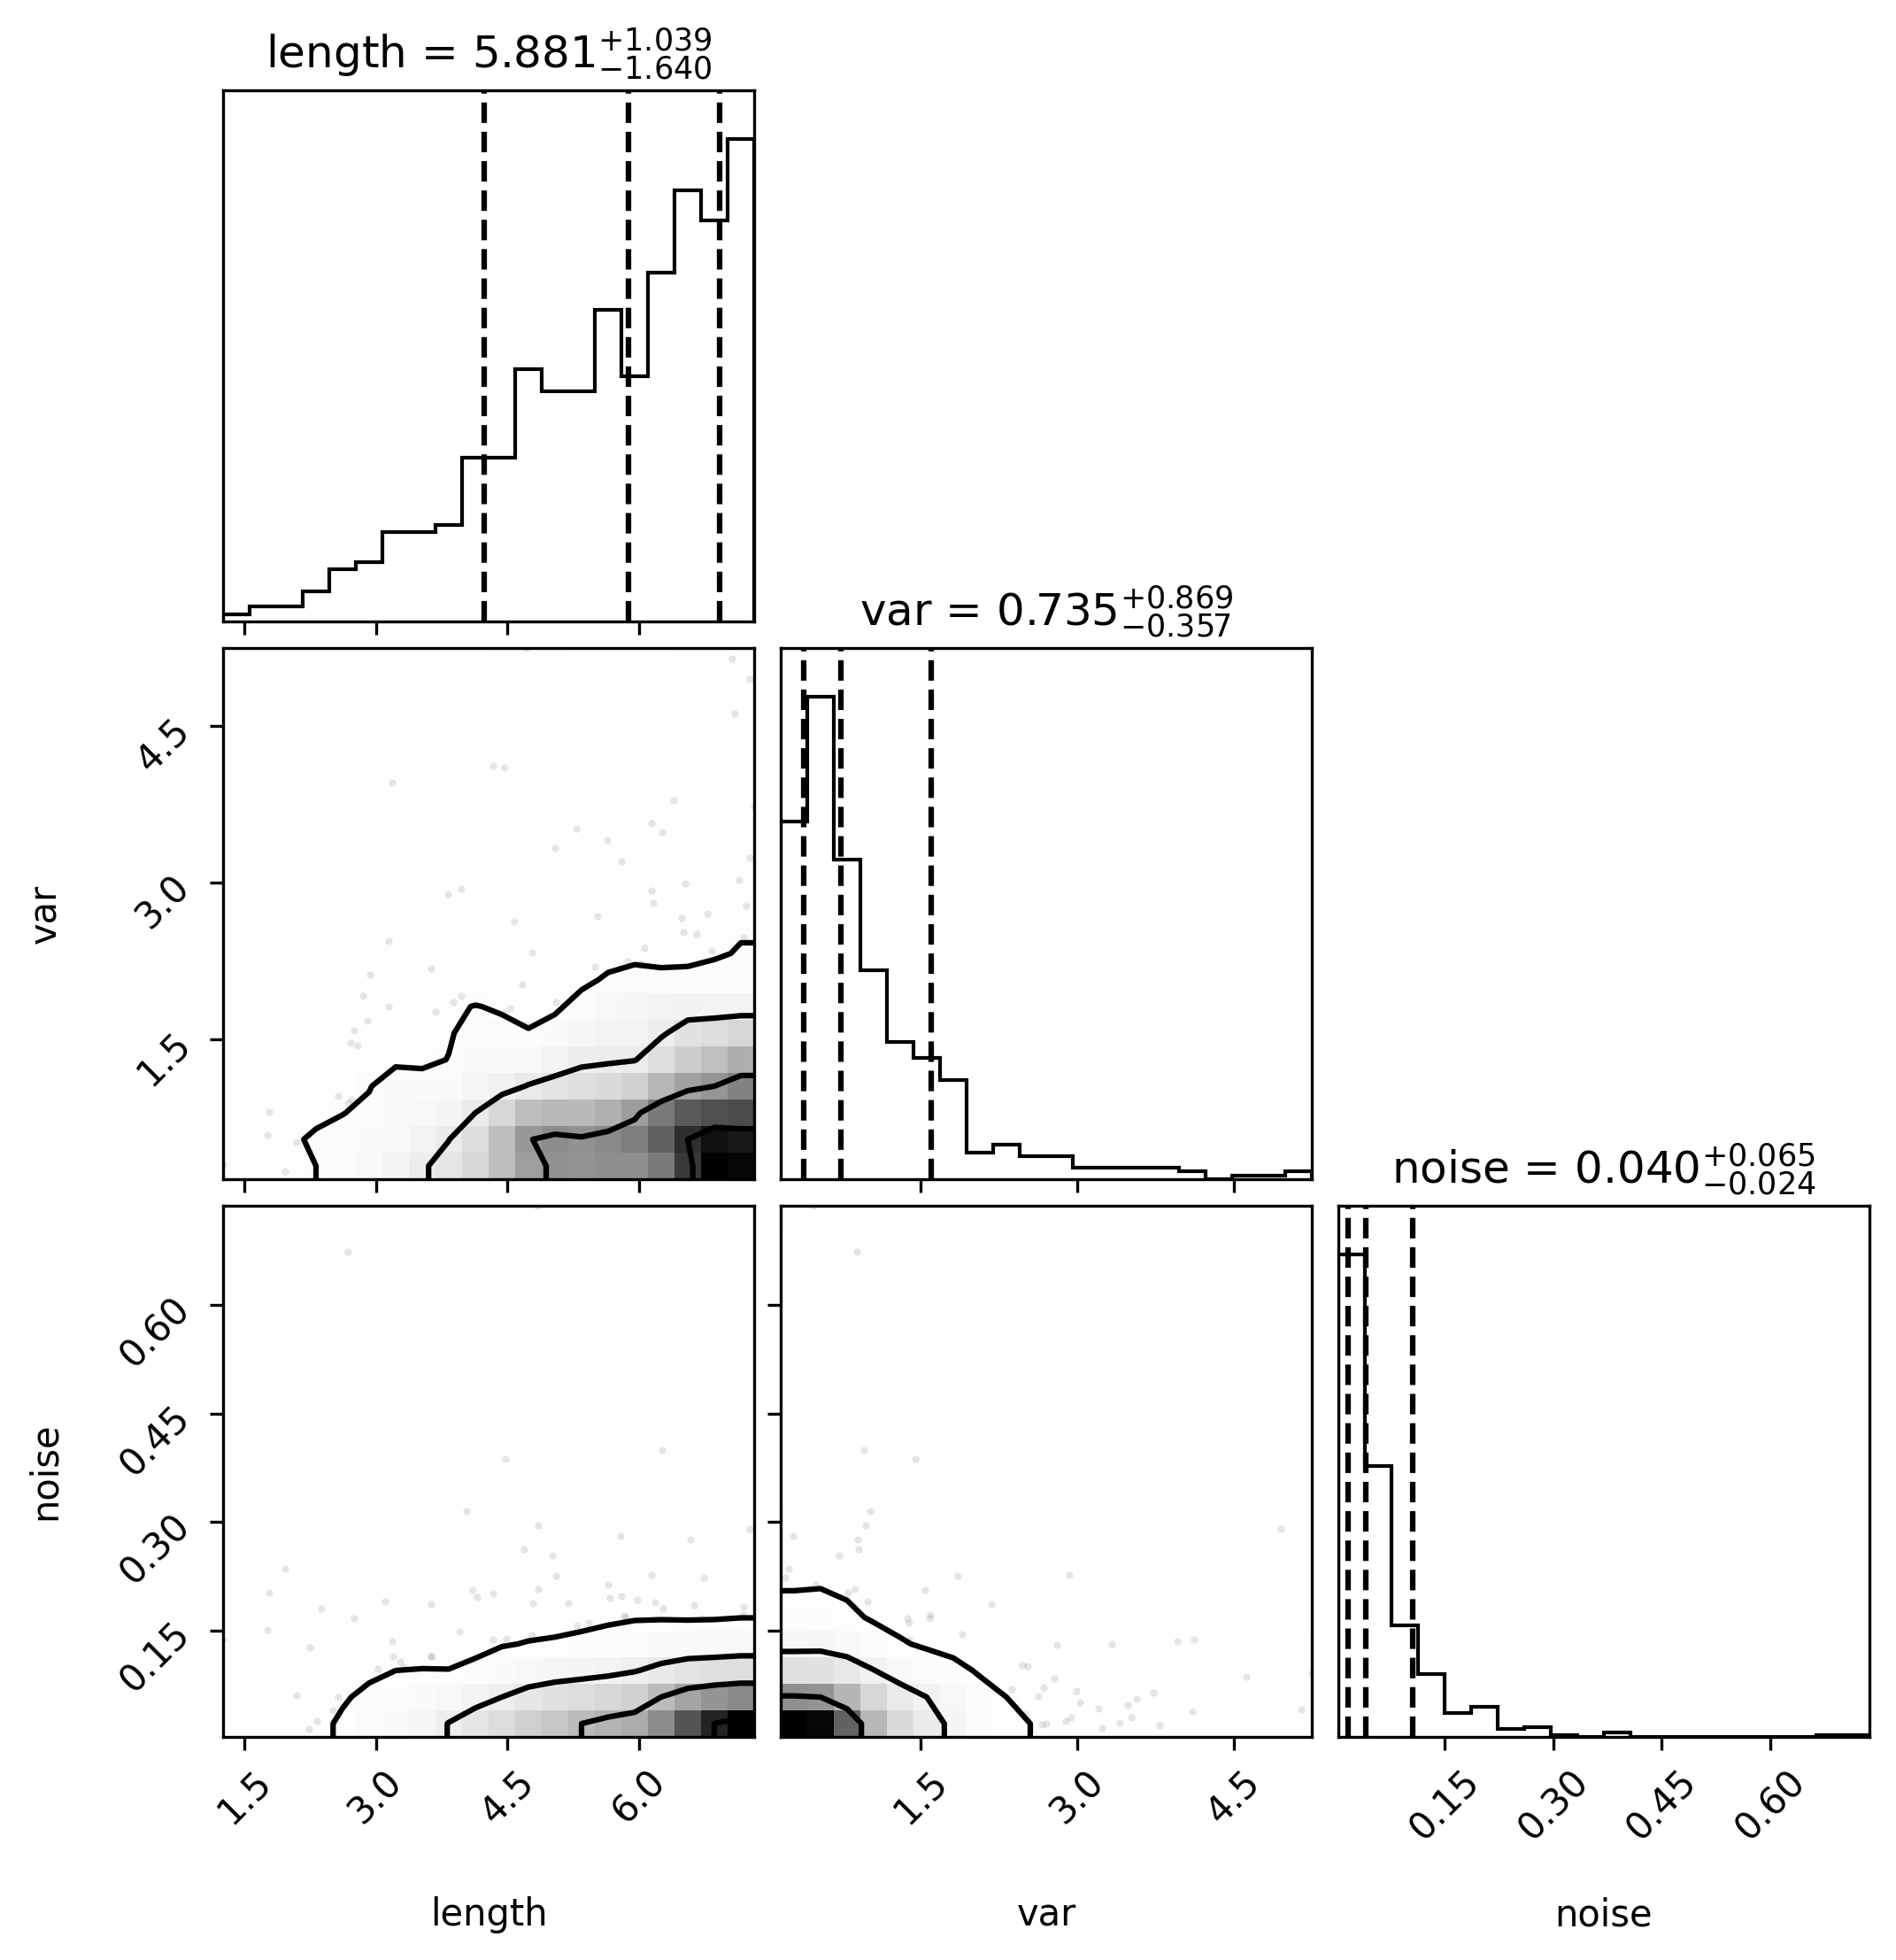 length = 5.881 +1.039 −1.640
var = 0.735 +0.869 −0.357
var
4.5
3.0
1.5
noise = 0.040 +0.065 −0.024
noise
0.60
0.45
0.30
0.15
1.5 3.0 4.5 6.0 1.5 3.0 4.5 0.15 0.30 0.45 0.60
length var noise